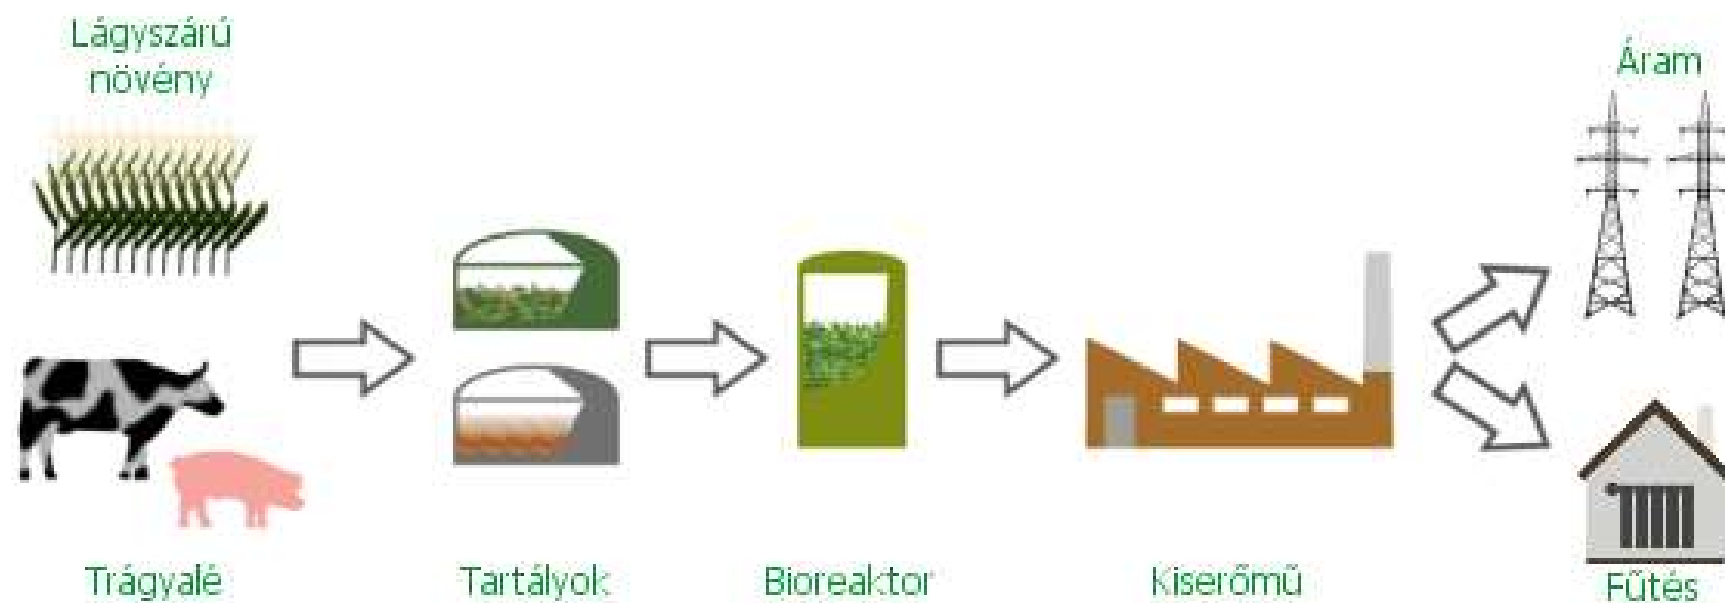 Lágyszárú
növény
Áram
Trágyalé
Tartályok
Bioreaktor
Kiserőmű
Fűtés